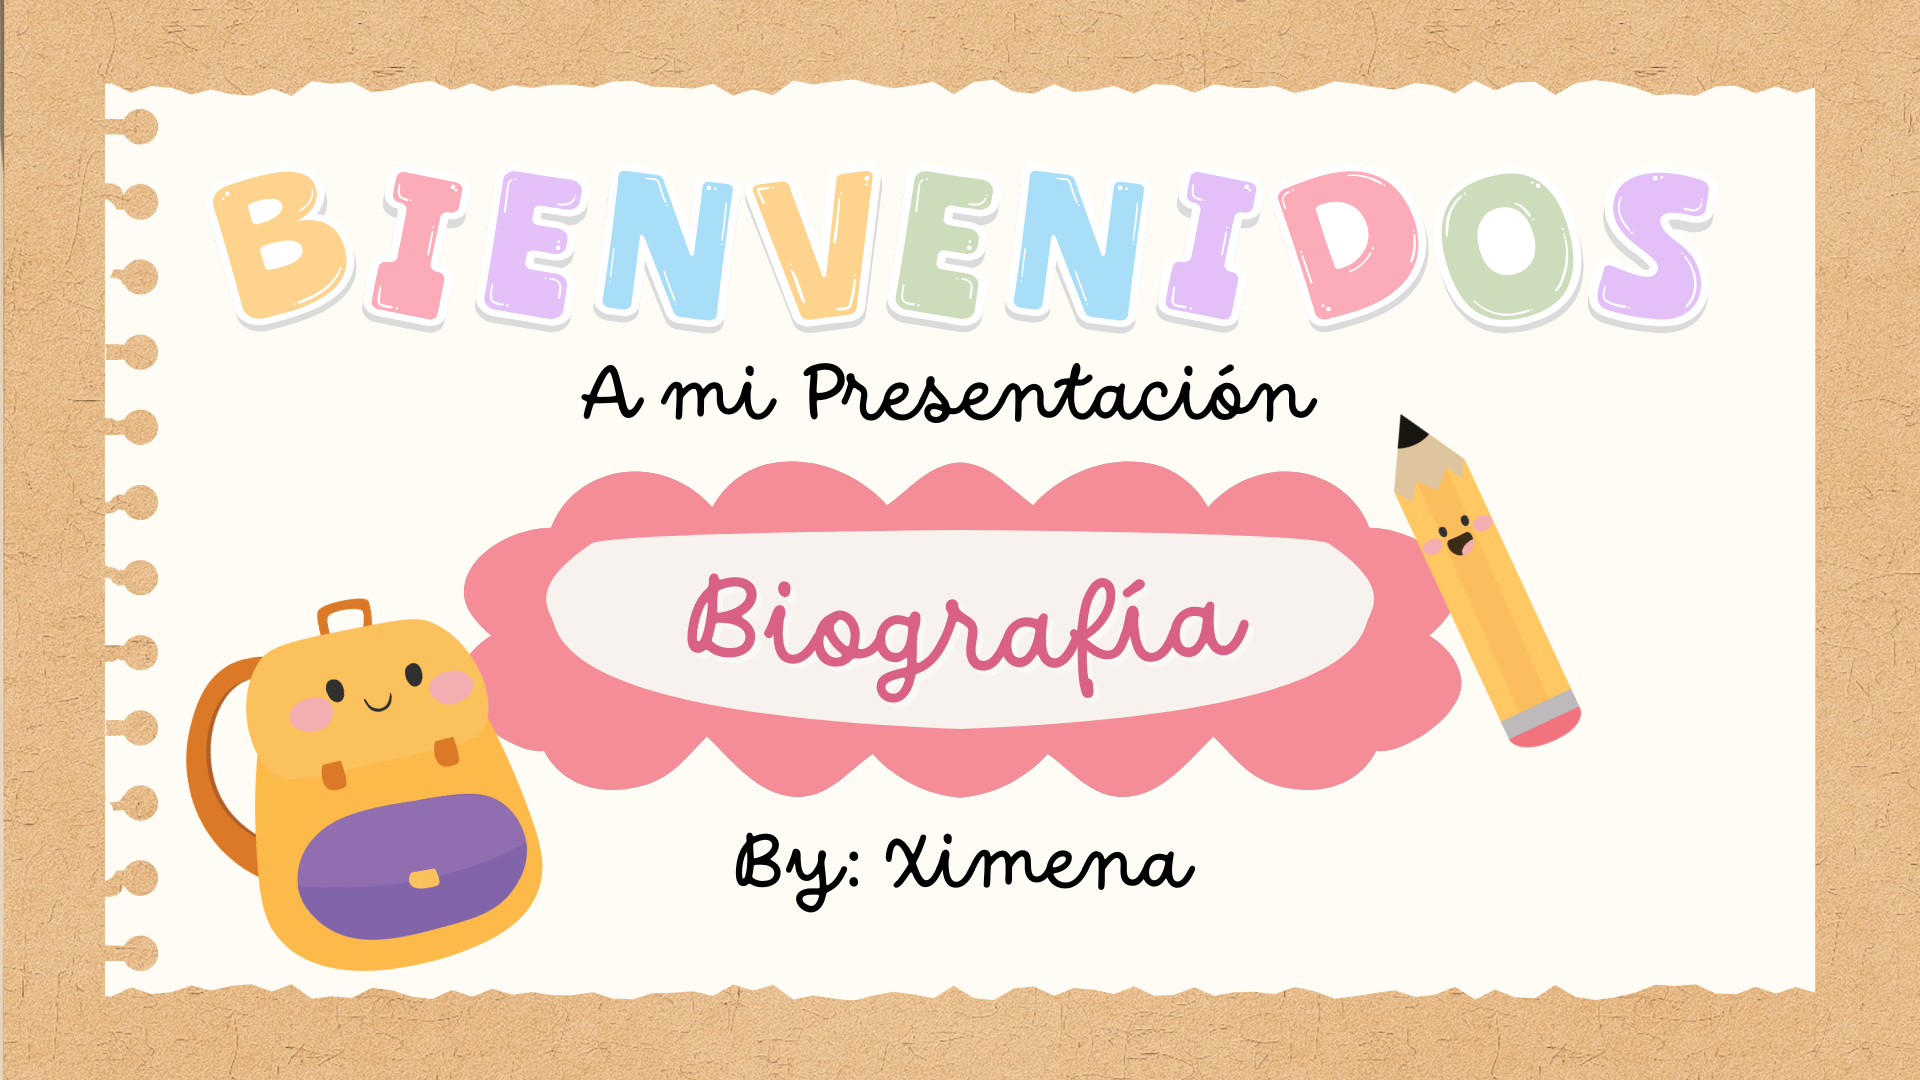 BIENVENIDOS
A mi Presentación
Biografía
By: Ximena